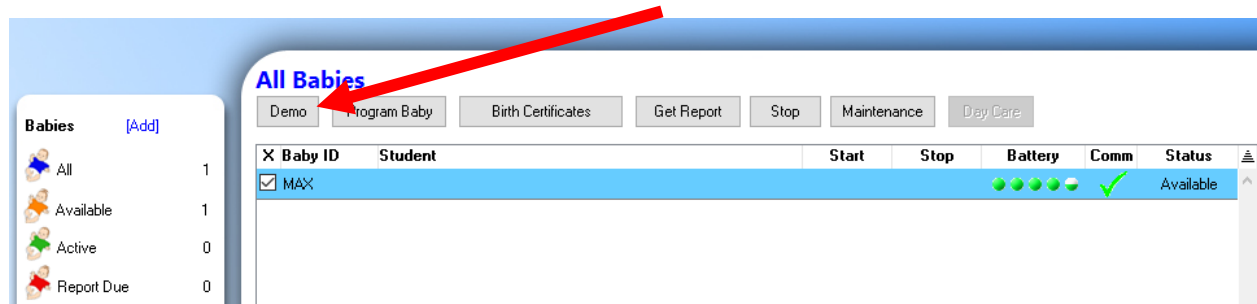 All Babies
Demo Program Baby Birth Certificates Get Report Stop Maintenance Day Care
Babies [Add]
X Baby ID Student Start Stop Battery Comm Status
All 1
MAX Available
Available 1
Active 0
Report Due 0